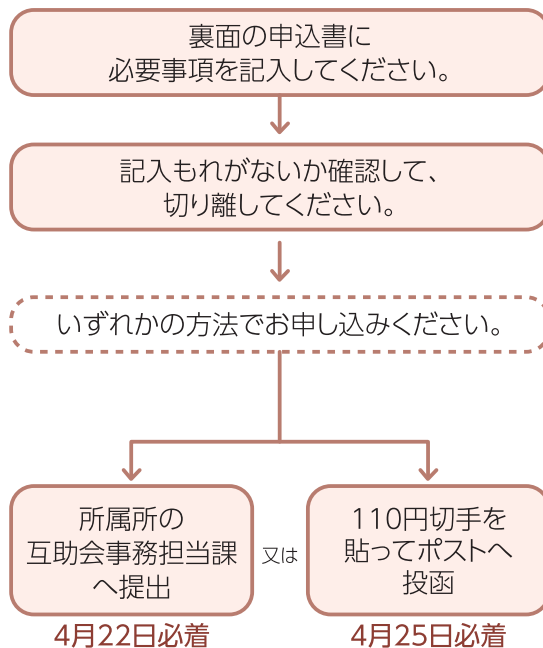 裏面の申込書に
必要事項を記入してください。
記入もれがないか確認して、
切り離してください。
いずれかの方法でお申し込みください。
所属所の
互助会事務担当課
へ提出
又は
110円切手を
貼ってポストへ
投函
4月22日必着
4月25日必着